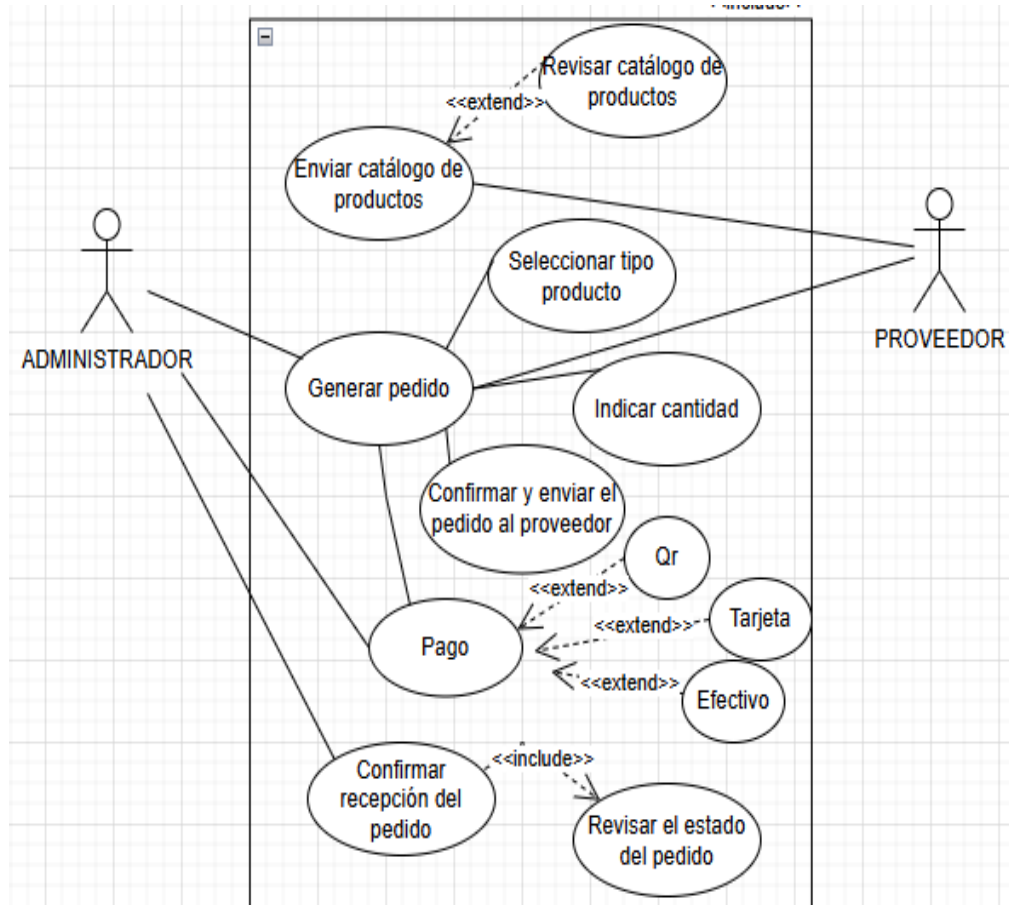 <<include>>
Revisar catálogo de
productos
<<extend>>
Enviar catálogo de
productos
Seleccionar tipo
producto
ADMINISTRADOR
PROVEEDOR
Generar pedido
Indicar cantidad
Confirmar y enviar el
pedido al proveedor
Qr
<<extend>>
Tarjeta
<<extend>>
Pago
<<extend>>
Efectivo
<<include>>
Confirmar
recepción del
pedido
Revisar el estado
del pedido